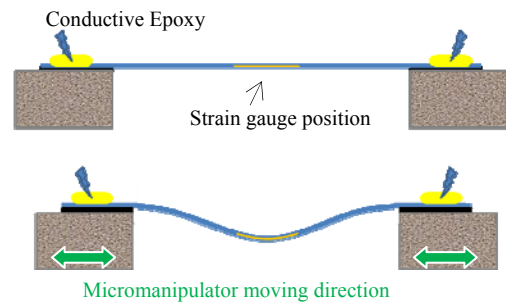 Conductive Epoxy
Strain gauge position
Micromanipulator moving direction